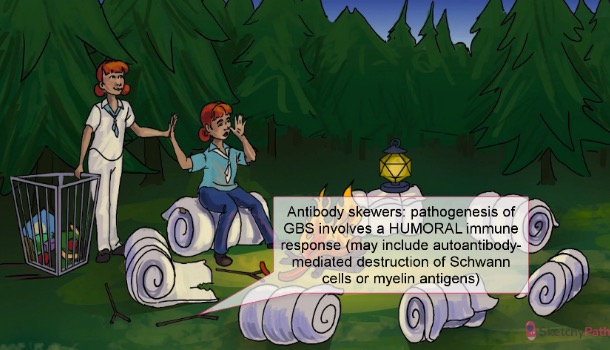 Antibody skewers: pathogenesis of
GBS involves a HUMORAL immune
response (may include autoantibody-
mediated destruction of Schwann
cells or myelin antigens)
SketchyPath